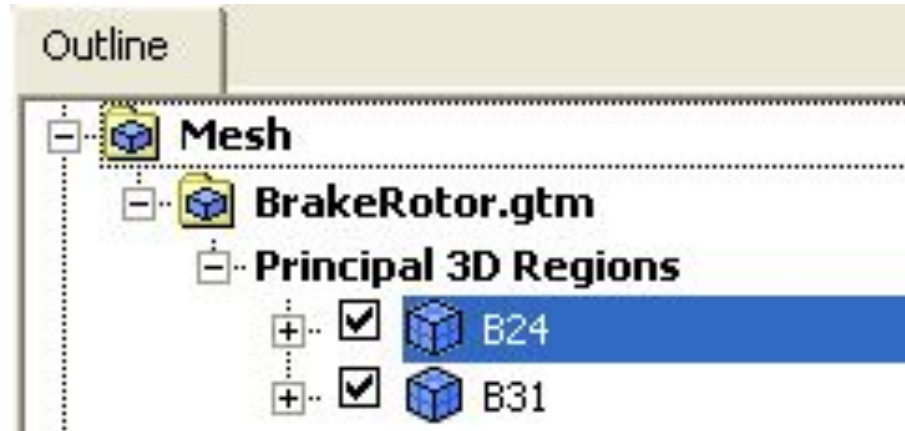 Outline
Mesh
BrakeRotor.gtm
Principal 3D Regions
B24
B31